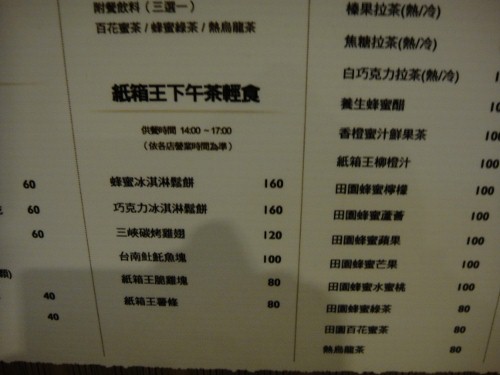 附餐飲料（三選一）
百花蜜茶 / 蜂蜜綠茶 / 熱烏龍茶
紙箱王下午茶輕食
供餐時間 14:00 ~ 17:00
（依各店營業時間為準）
蜂蜜冰淇淋鬆餅 160
巧克力冰淇淋鬆餅 160
三峽碳烤雞翅 120
台南虱魠魚塊 100
紙箱王脆雞塊 80
紙箱王薯條 80
60
60
60
40
40
榛果拉茶(熱/冷)
焦糖拉茶(熱/冷)
白巧克力拉茶(熱/冷)
養生蜂蜜醋
香橙蜜汁鮮果茶
紙箱王柳橙汁 100
田園蜂蜜檸檬 100
田園蜂蜜蘆薈 100
田園蜂蜜蘋果 100
田園蜂蜜芒果 100
田園蜂蜜水蜜桃 100
田園蜂蜜綠茶 80
田園百花蜜茶 80
熱烏龍茶 80